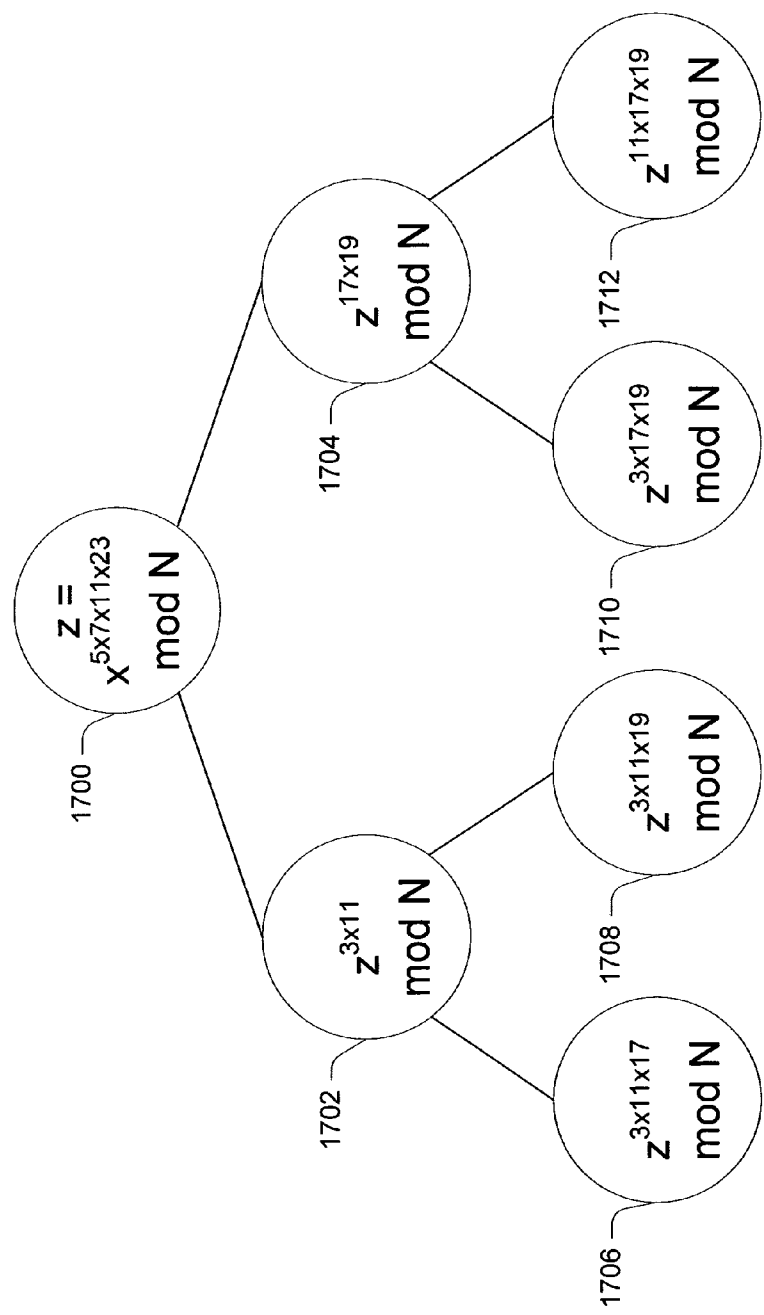 z =
x^5x7x11x23
mod N
1700
z^3x11
mod N
1702
z^17x19
mod N
1704
z^3x11x17
mod N
1706
z^3x11x19
mod N
1708
z^3x17x19
mod N
1710
z^11x17x19
mod N
1712